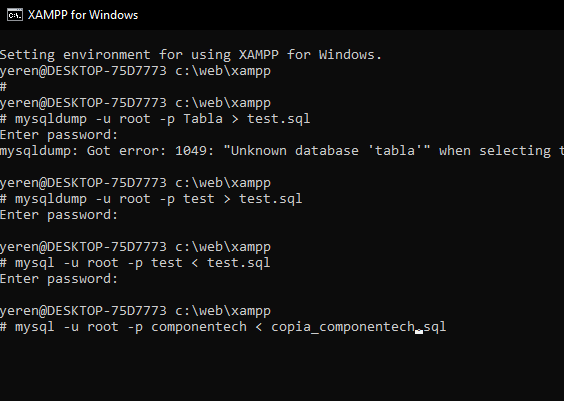 XAMPP for Windows
Setting environment for using XAMPP for Windows.
yeren@DESKTOP-75D7773 c:\web\xampp
#
yeren@DESKTOP-75D7773 c:\web\xampp
# mysqldump -u root -p Tabla > test.sql
Enter password:
mysqldump: Got error: 1049: "Unknown database 'tabla'" when selecting t
yeren@DESKTOP-75D7773 c:\web\xampp
# mysqldump -u root -p test > test.sql
Enter password:
yeren@DESKTOP-75D7773 c:\web\xampp
# mysql -u root -p test < test.sql
Enter password:
yeren@DESKTOP-75D7773 c:\web\xampp
# mysql -u root -p componentech < copia_componentech.sql